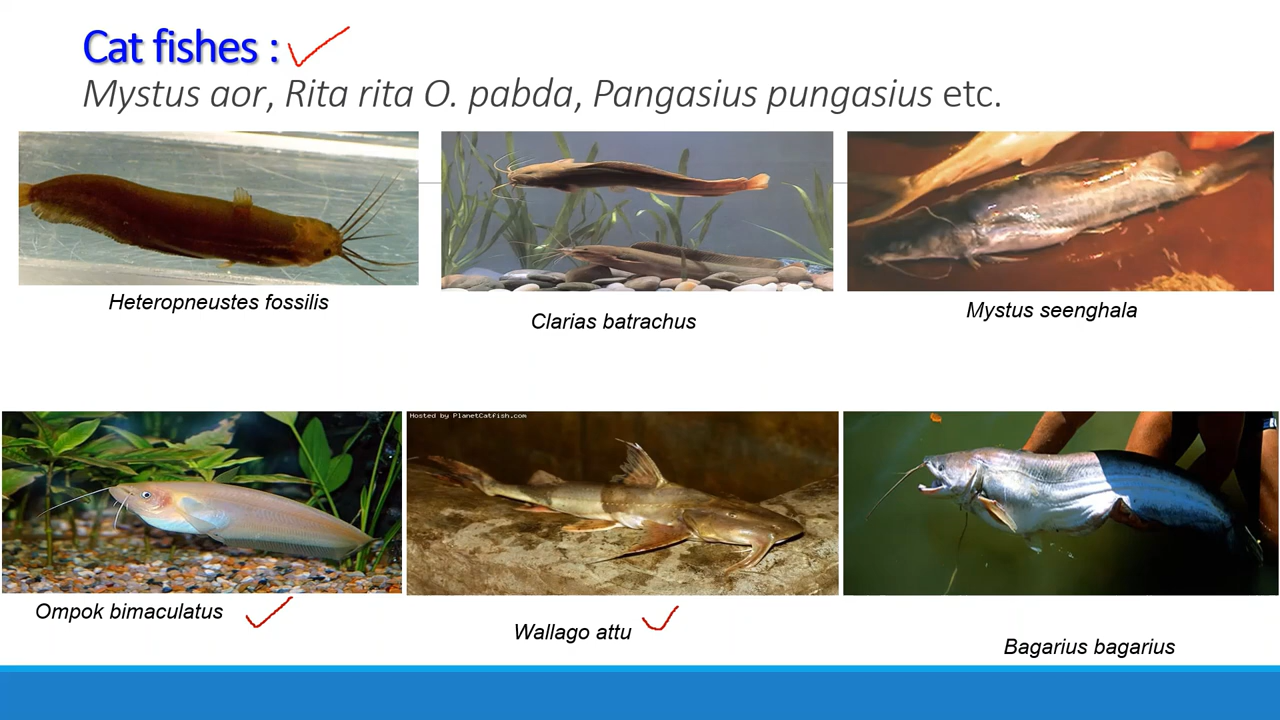 Cat fishes :
Mystus aor, Rita rita O. pabda, Pangasius pungasius etc.
Heteropneustes fossilis
Clarias batrachus
Mystus seenghala
Hosted by PlanetCatfish.com
Ompok bimaculatus
Wallago attu
Bagarius bagarius